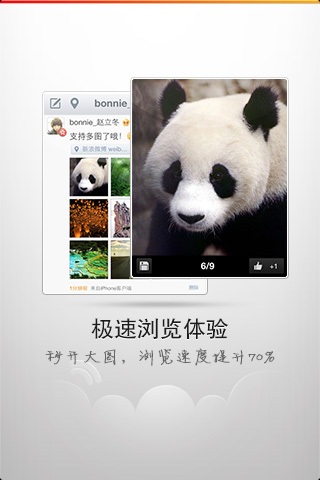 bonnie_
bonnie_赵立冬
支持多图了哦!
新浪微博 weib...
1分钟前 来自iPhone客户端
删除
6/9
+1
极速浏览体验
秒开大图,浏览速度提升70%